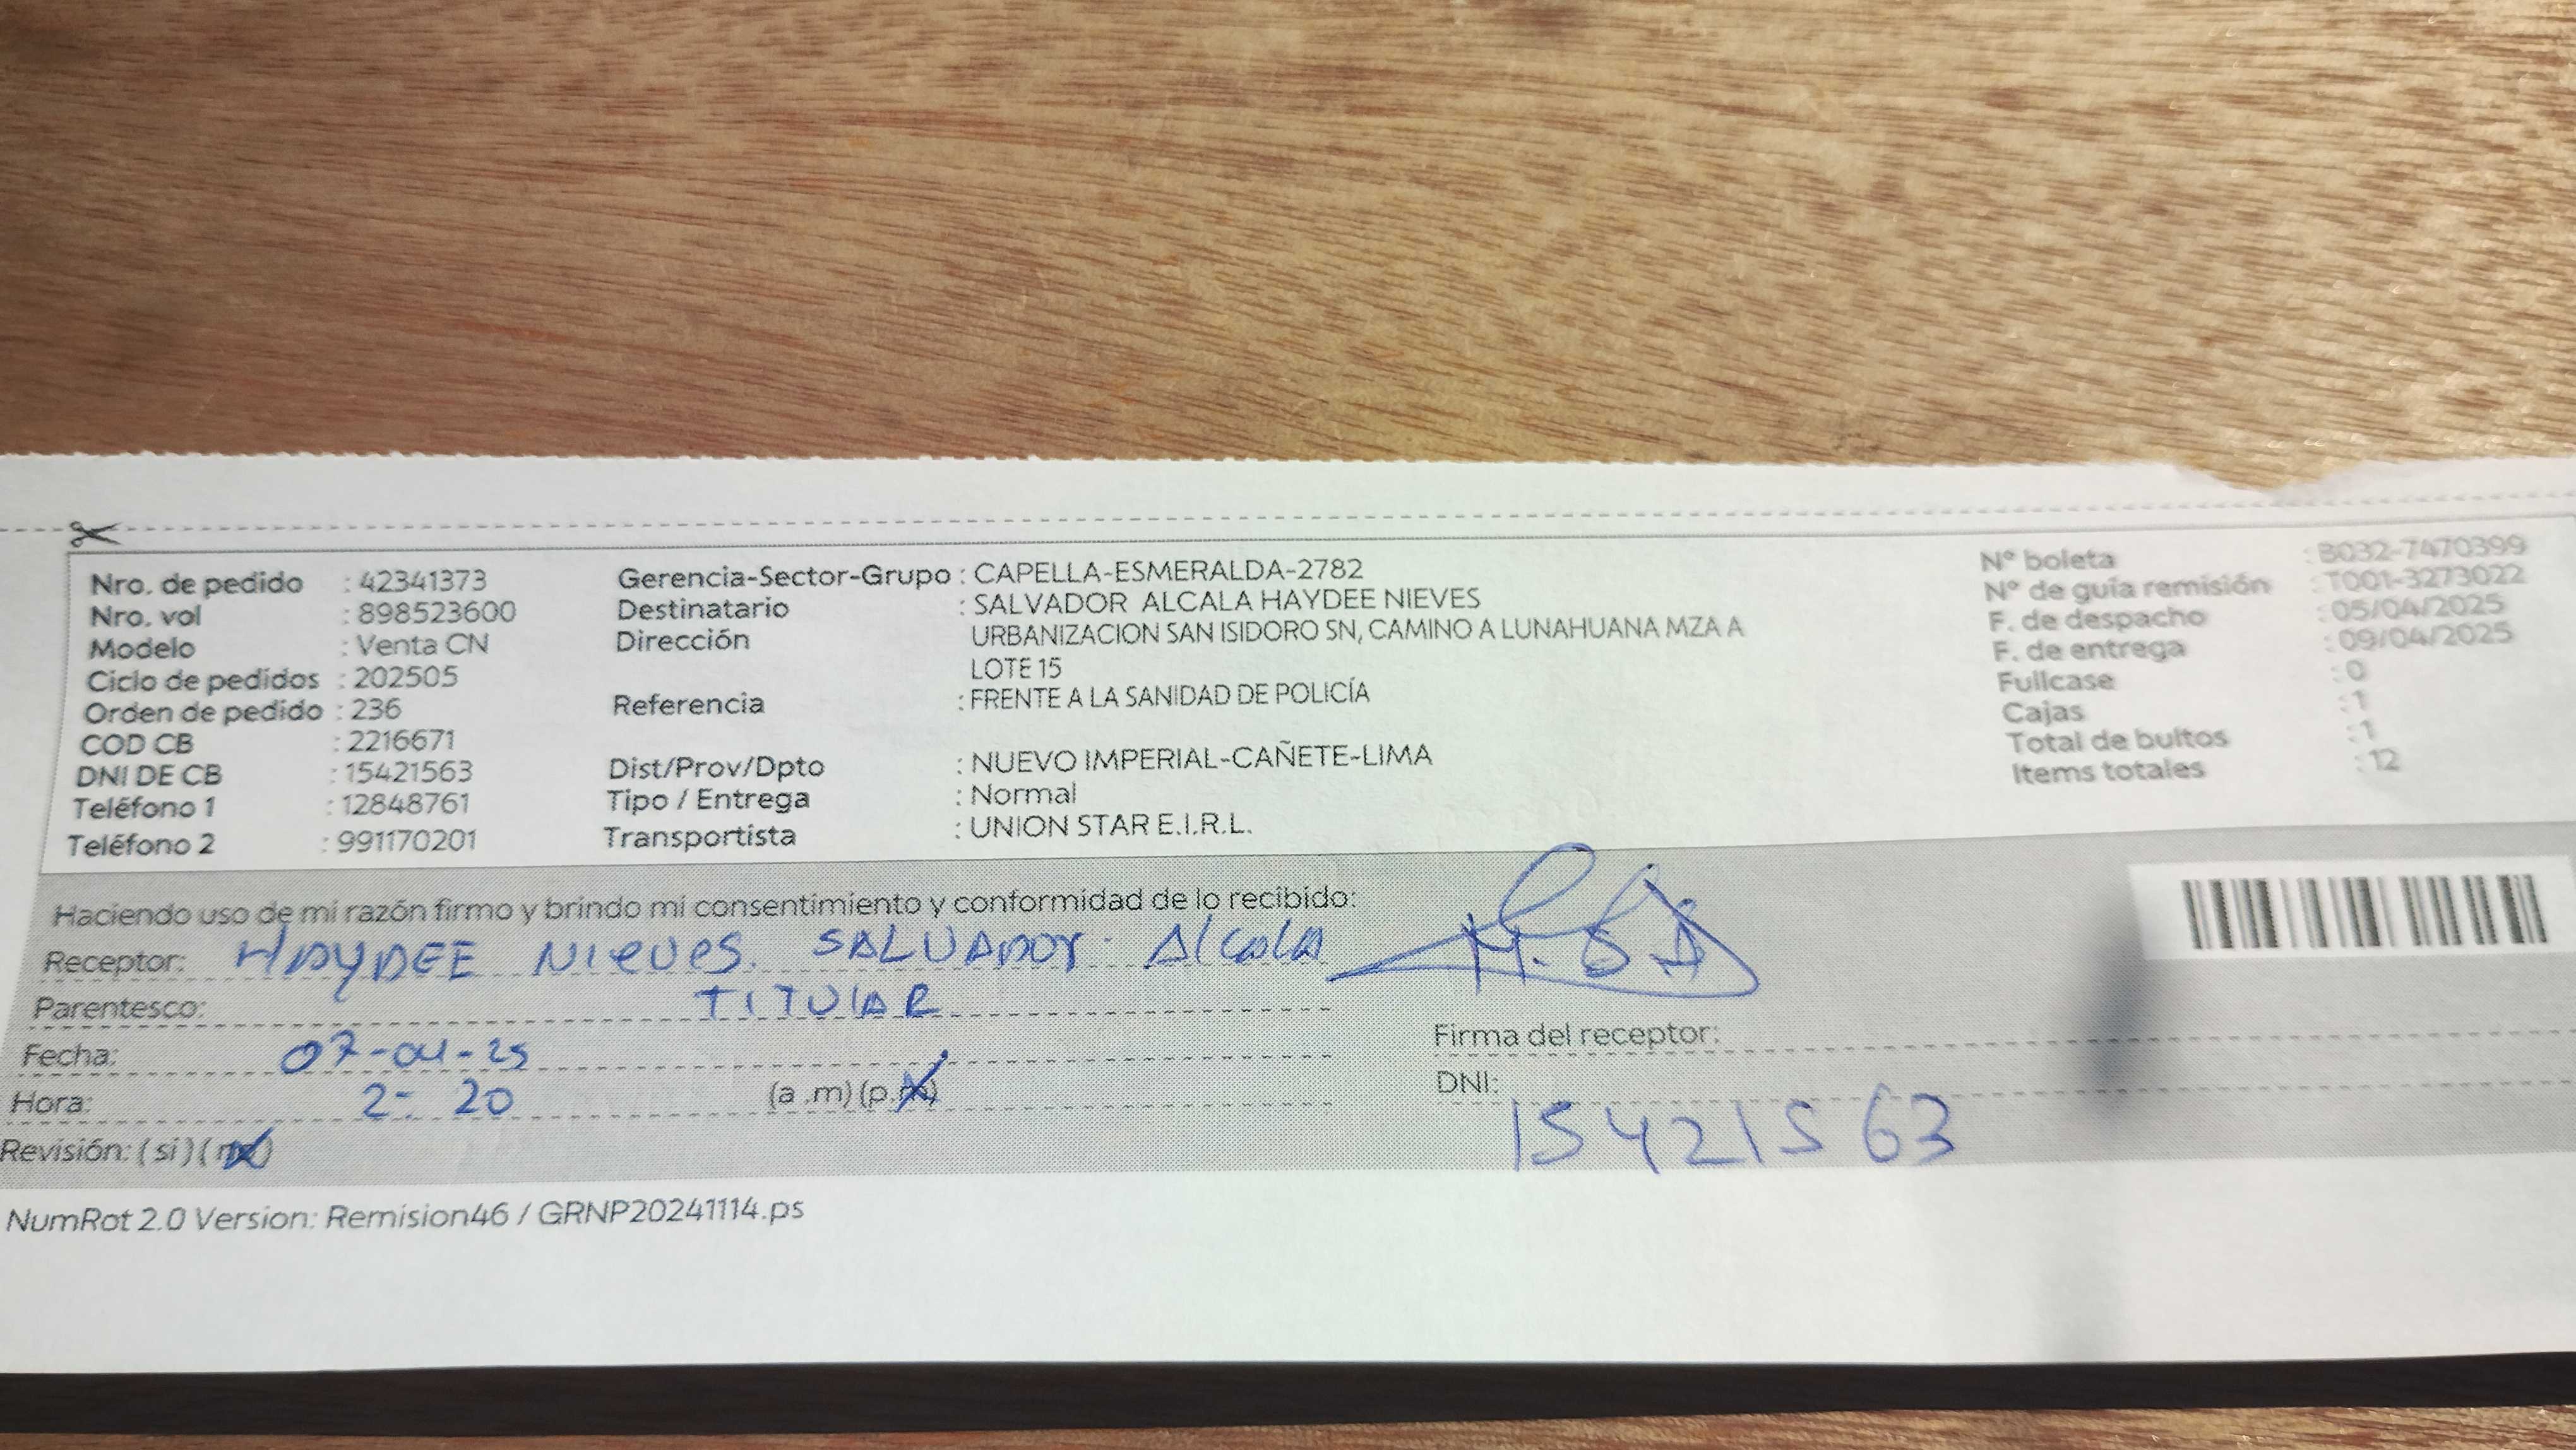 Nro. de pedido : 42341373
Nro. vol : 898523600
Modelo : Venta CN
Ciclo de pedidos : 202505
Orden de pedido : 236
COD CB : 2216671
DNI DE CB : 15421563
Teléfono 1 : 12848761
Teléfono 2 : 991170201
Gerencia-Sector-Grupo : CAPELLA-ESMERALDA-2782
Destinatario : SALVADOR ALCALA HAYDEE NIEVES
Dirección URBANIZACION SAN ISIDORO SN, CAMINO A LUNAHUANA MZA A
LOTE 15
Referencia : FRENTE A LA SANIDAD DE POLICÍA
Dist/Prov/Dpto : NUEVO IMPERIAL-CAÑETE-LIMA
Tipo / Entrega : Normal
Transportista : UNION STAR E.I.R.L.
N° boleta : B032-7470399
N° de guía remisión : T001-3273022
F. de despacho : 05/04/2025
F. de entrega : 09/04/2025
Fullcase : 0
Cajas : 1
Total de bultos : 1
Items totales : 12
Haciendo uso de mi razón firmo y brindo mi consentimiento y conformidad de lo recibido:
Receptor: HAYDEE NIEVES. SALVADOR Alcala
Parentesco: TITULAR
Fecha: 07-04-25
Hora: 2: 20 (a .m) (p.m)
Revisión: ( si ) ( no )
H. S. A
Firma del receptor:
DNI:
15421563
NumRot 2.0 Version: Remision46 / GRNP20241114.ps